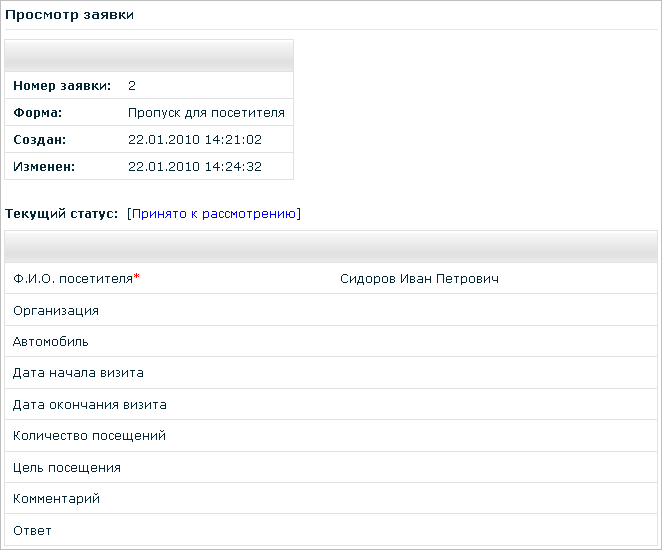 Просмотр заявки
Номер заявки: 2
Форма: Пропуск для посетителя
Создан: 22.01.2010 14:21:02
Изменен: 22.01.2010 14:24:32
Текущий статус: [Принято к рассмотрению]
Ф.И.О. посетителя* Сидоров Иван Петрович
Организация
Автомобиль
Дата начала визита
Дата окончания визита
Количество посещений
Цель посещения
Комментарий
Ответ